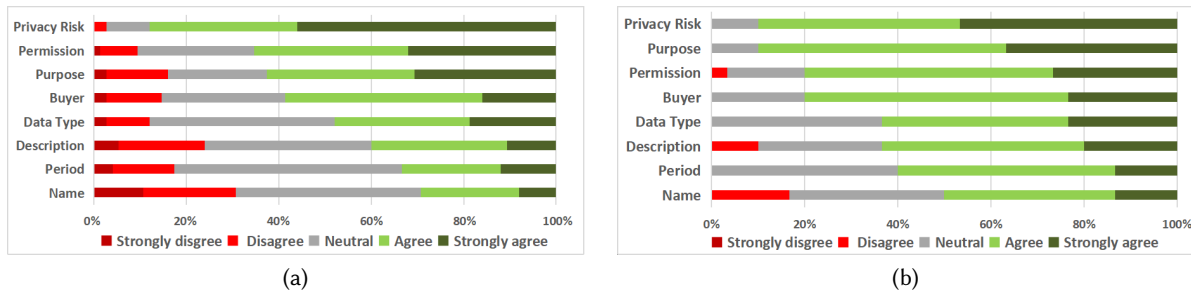 Privacy Risk
Permission
Purpose
Buyer
Data Type
Description
Period
Name
0% 20% 40% 60% 80% 100%
Strongly disgree Disagree Neutral Agree Strongly agree
(a)
Privacy Risk
Purpose
Permission
Buyer
Data Type
Description
Period
Name
0% 20% 40% 60% 80% 100%
Strongly disgree Disagree Neutral Agree Strongly agree
(b)